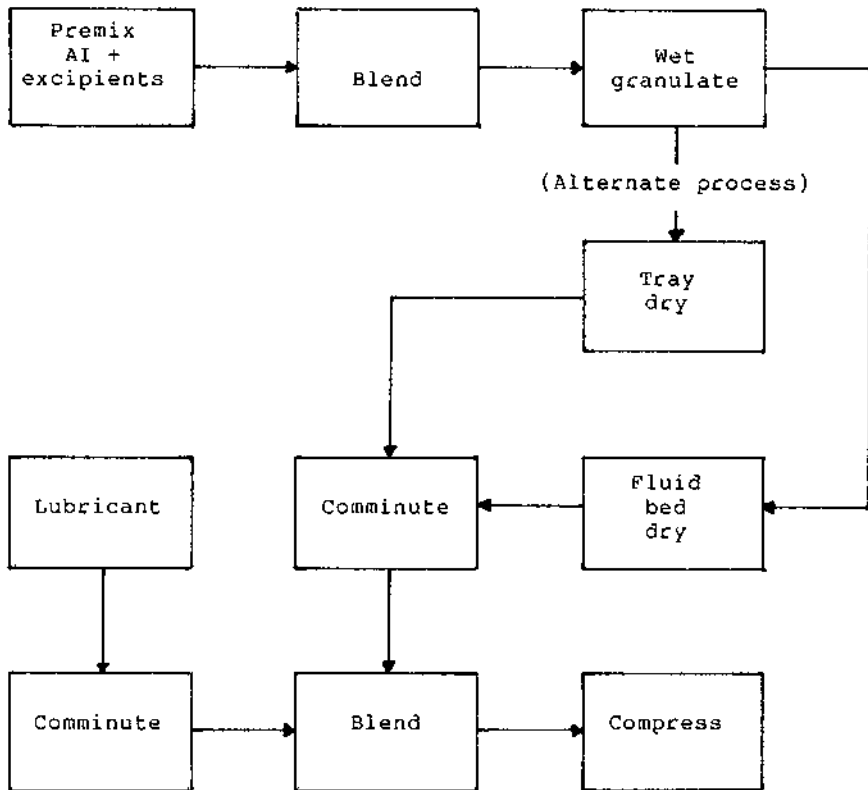 Premix
AI +
excipients
Blend
Wet
granulate
(Alternate process)
Tray
dry
Lubricant
Comminute
Fluid
bed
dry
Comminute
Blend
Compress